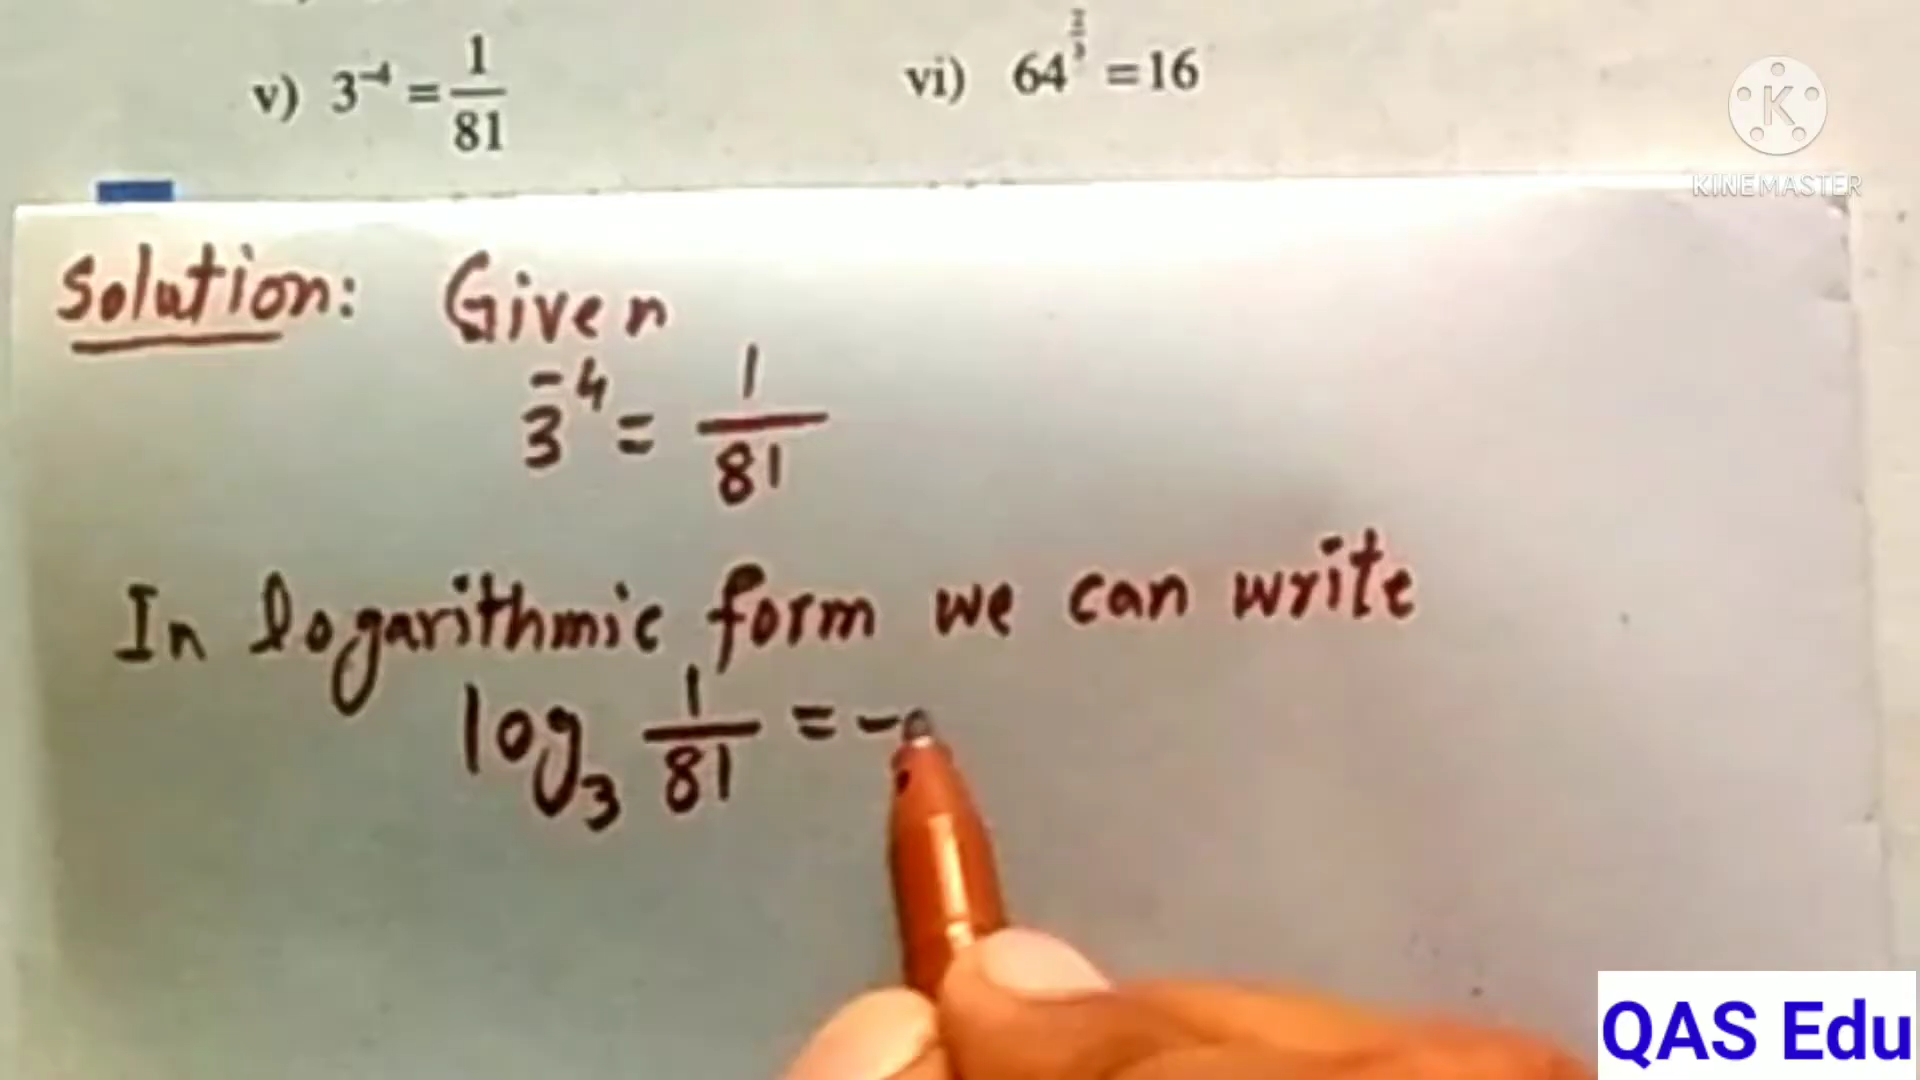 v) 3⁻⁴ = 1/81
vi) 64^(2/3) = 16
KINEMASTER
Solution: Given
3⁻⁴ = 1/81
In logarithmic form we can write
log₃ 1/81 = -
QAS Edu